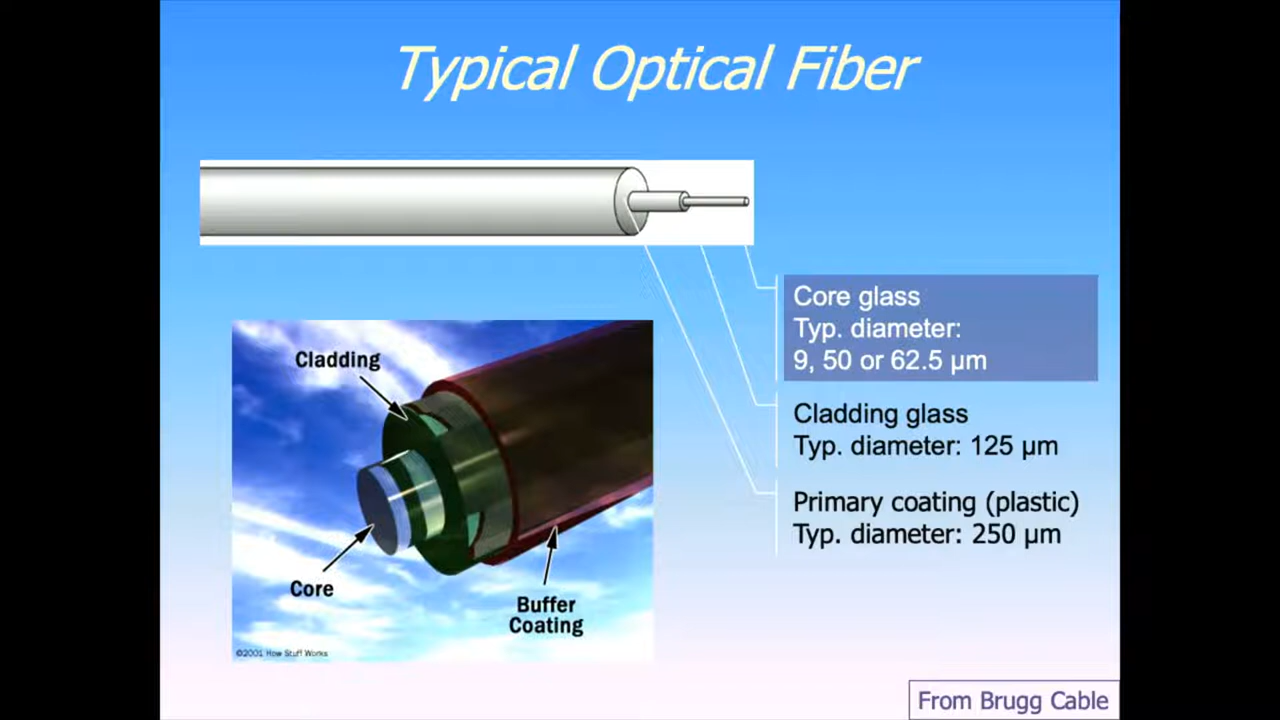 Typical Optical Fiber
Core glass
Typ. diameter:
9, 50 or 62.5 µm
Cladding glass
Typ. diameter: 125 µm
Primary coating (plastic)
Typ. diameter: 250 µm
Cladding
Core
Buffer
Coating
©2001 How Stuff Works
From Brugg Cable